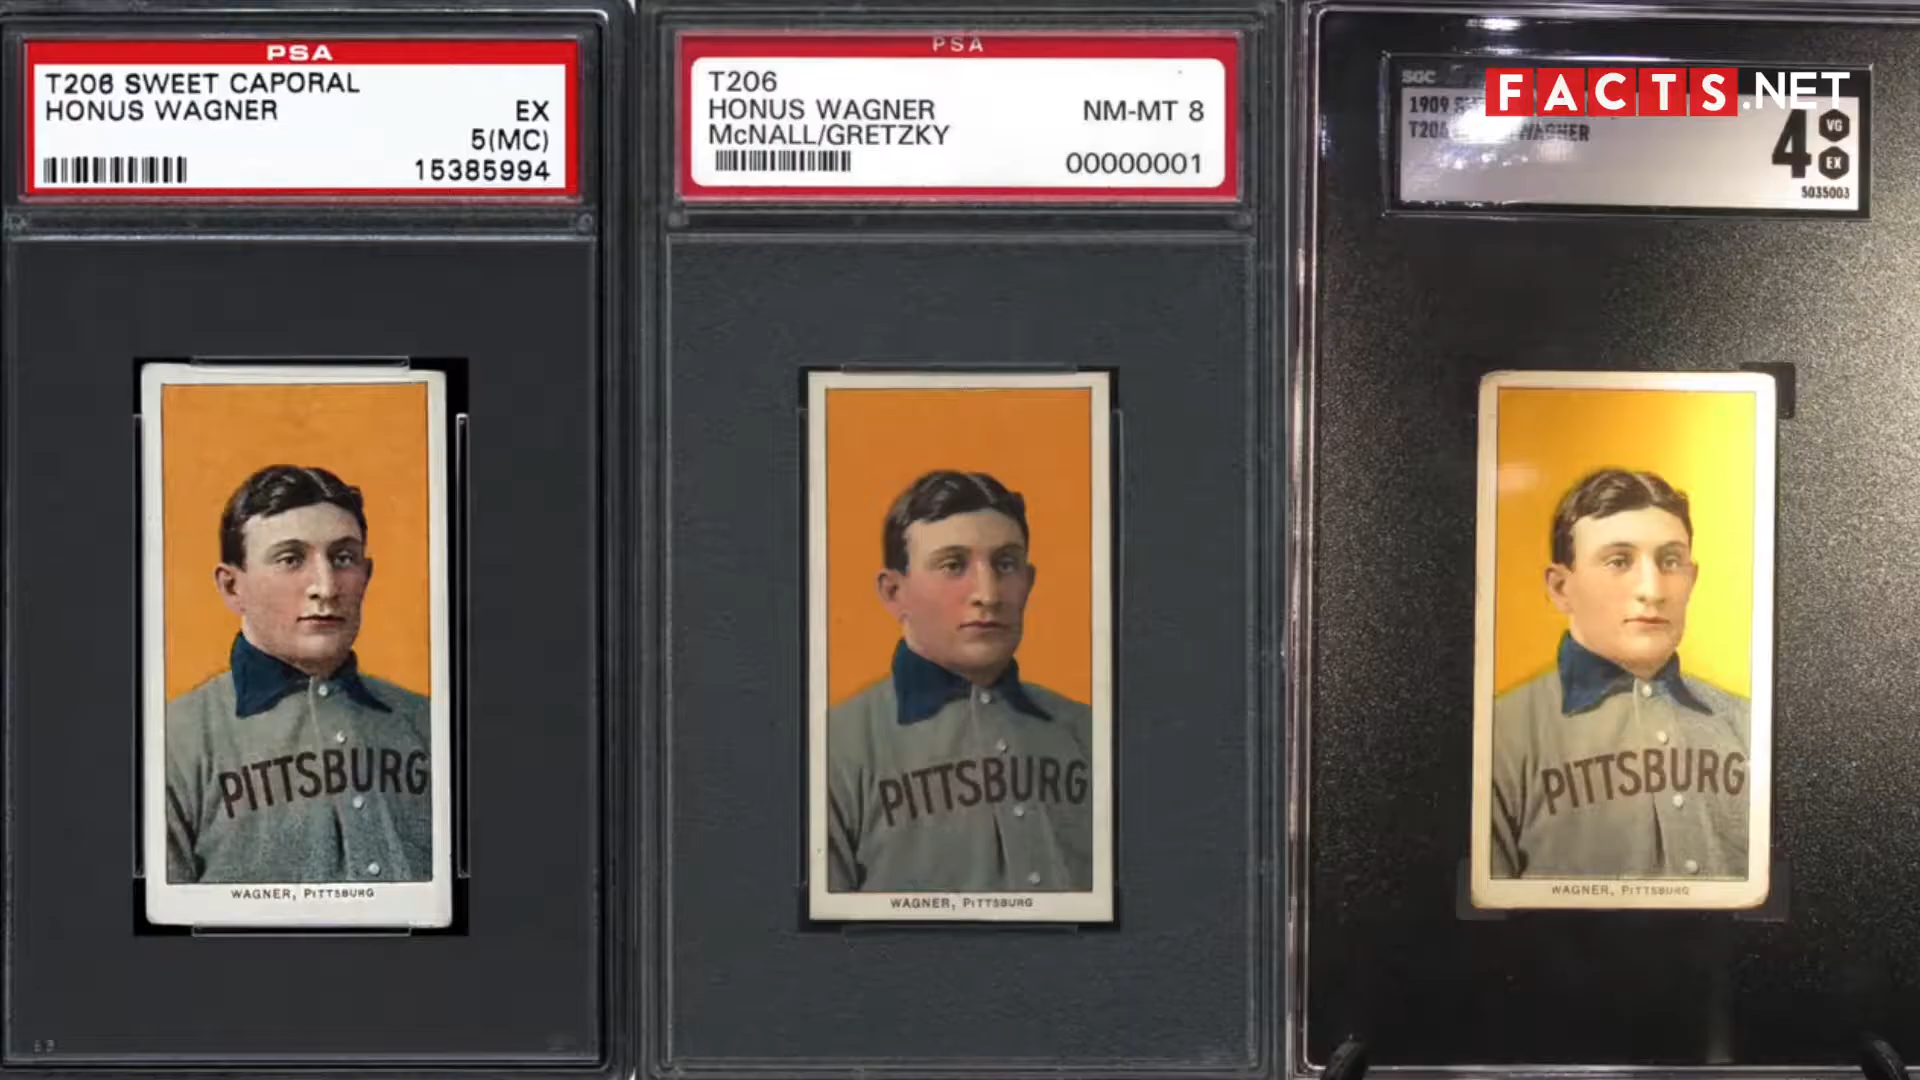 PSA
T206 SWEET CAPORAL
HONUS WAGNER
EX
5(MC)
15385994
WAGNER, PITTSBURG
PITTSBURG
PSA
T206
HONUS WAGNER
NM-MT 8
McNALL/GRETZKY
00000001
PITTSBURG
WAGNER, PITTSBURG
SGC
FACTS.NET
1909
WAGNER
4
VG
EX
5035003
PITTSBURG
WAGNER, PITTSBURG